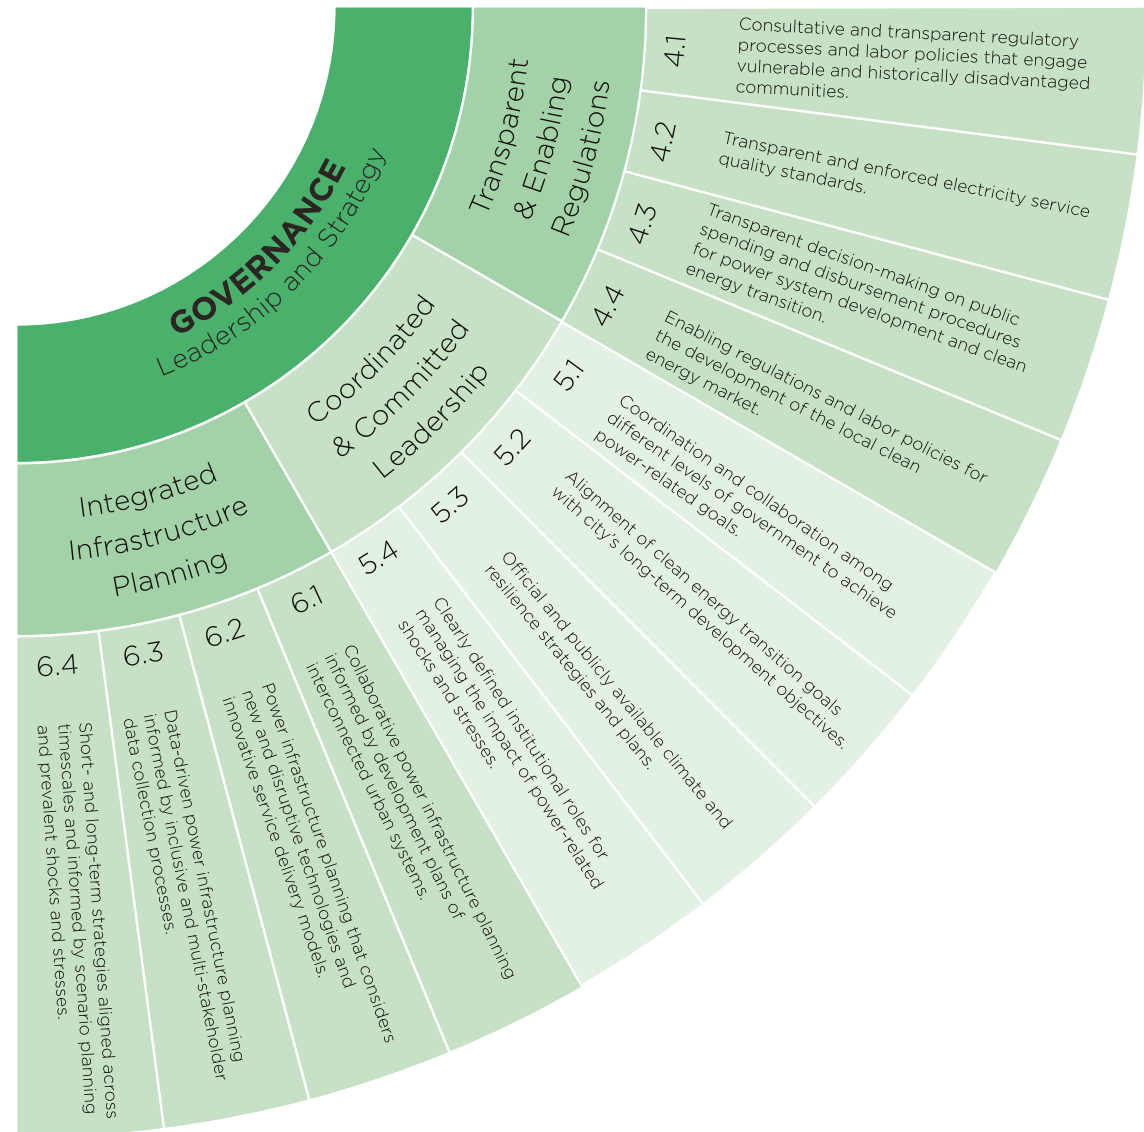 GOVERNANCE
Leadership and Strategy
Transparent
& Enabling
Regulations
4.1
Consultative and transparent regulatory
processes and labor policies that engage
vulnerable and historically disadvantaged
communities.
4.2
Transparent and enforced electricity service
quality standards.
4.3
Transparent decision-making on public
spending and disbursement procedures
for power system development and clean
energy transition.
4.4
Enabling regulations and labor policies for
the development of the local clean
energy market.
Coordinated
& Committed
Leadership
5.1
Coordination and collaboration among
different levels of government to achieve
power-related goals.
5.2
Alignment of clean energy transition goals
with city's long-term development objectives.
5.3
Official and publicly available climate and
resilience strategies and plans.
5.4
Clearly defined institutional roles for
managing the impact of power-related
shocks and stresses.
Integrated
Infrastructure
Planning
6.1
Collaborative power infrastructure planning
informed by development plans of
interconnected urban systems.
6.2
Power infrastructure planning that considers
new and disruptive technologies and
innovative service delivery models.
6.3
Data-driven power infrastructure planning
informed by inclusive and multi-stakeholder
data collection processes.
6.4
Short- and long-term strategies aligned across
timescales and informed by scenario planning
and prevalent shocks and stresses.